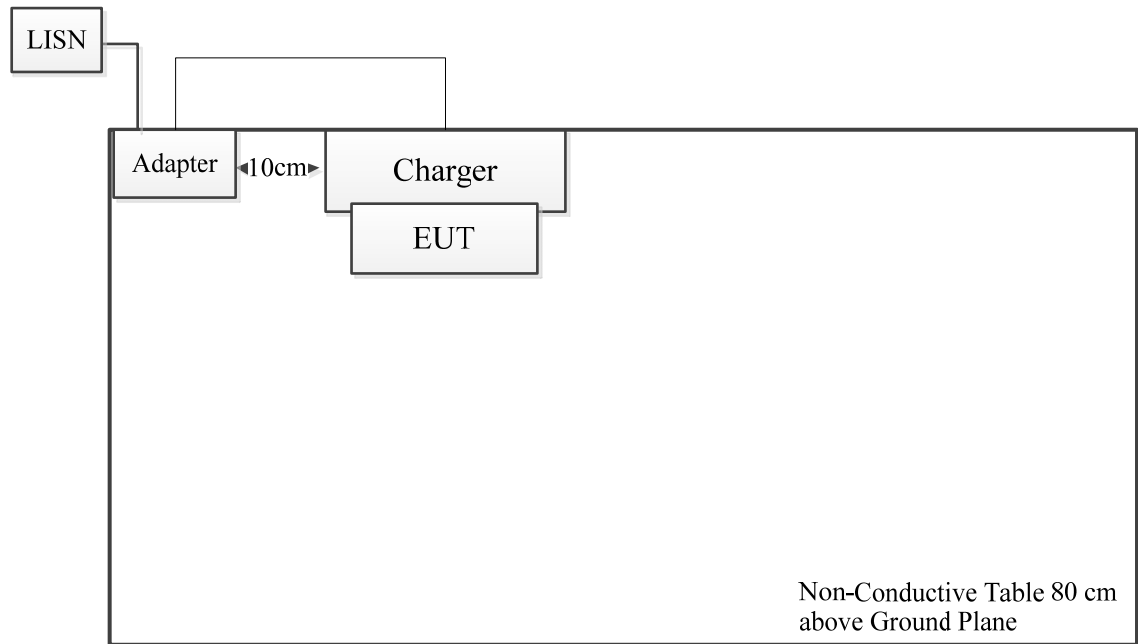 LISN
Adapter
10cm
Charger
EUT
Non-Conductive Table 80 cm
above Ground Plane